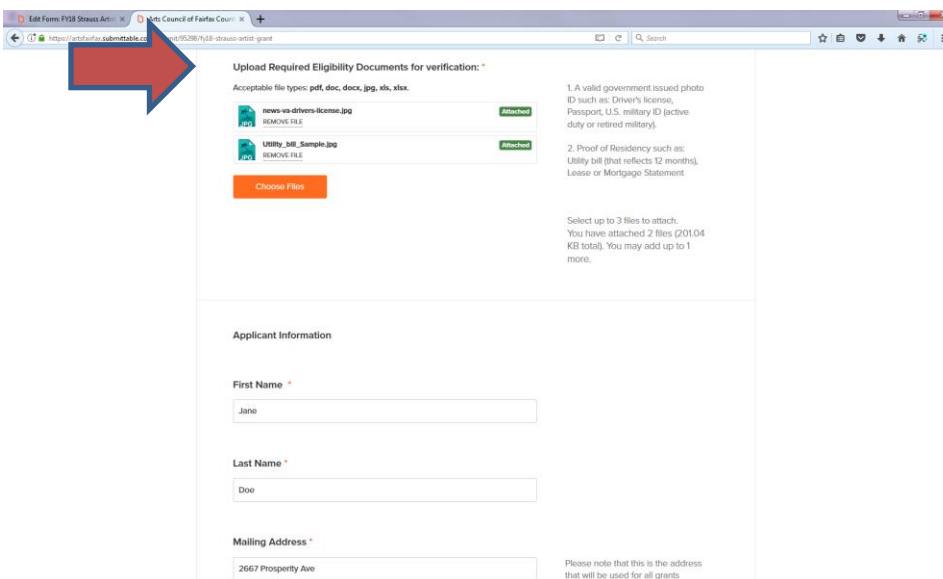 Edit Form: FY18 Strauss Artist
Arts Council of Fairfax Coun
https://artsfairfax.submittable.co
mit/95298/fy18-strauss-artist-grant
Search
Upload Required Eligibility Documents for verification: *
Acceptable file types: pdf, doc, docx, jpg, xls, xlsx.
JPG
news-va-drivers-license.jpg
REMOVE FILE
Attached
JPG
Utility_bill_Sample.jpg
REMOVE FILE
Attached
Choose Files
1. A valid government issued photo
ID such as: Driver's license,
Passport, U.S. military ID (active
duty or retired military).
2. Proof of Residency such as:
Utility bill (that reflects 12 months),
Lease or Mortgage Statement
Select up to 3 files to attach.
You have attached 2 files (201.04
KB total). You may add up to 1
more.
Applicant Information
First Name *
Jane
Last Name *
Doe
Mailing Address *
2667 Prosperity Ave
Please note that this is the address
that will be used for all grants